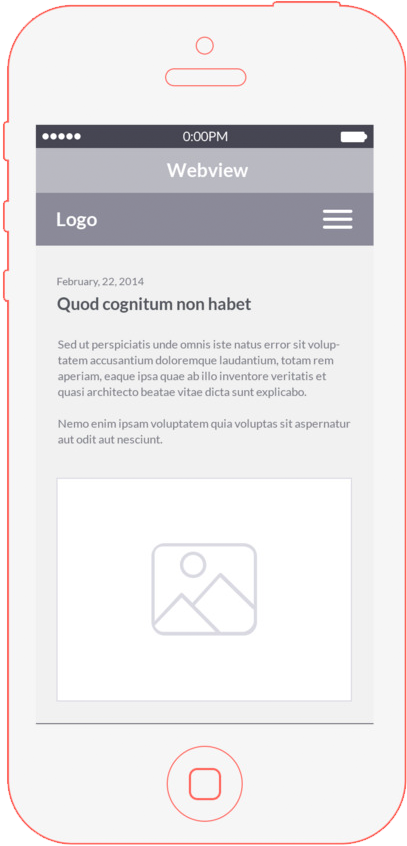 0:00PM
Webview
Logo
February, 22, 2014
Quod cognitum non habet
Sed ut perspiciatis unde omnis iste natus error sit volup-
tatem accusantium doloremque laudantium, totam rem
aperiam, eaque ipsa quae ab illo inventore veritatis et
quasi architecto beatae vitae dicta sunt explicabo.
Nemo enim ipsam voluptatem quia voluptas sit aspernatur
aut odit aut nesciunt.